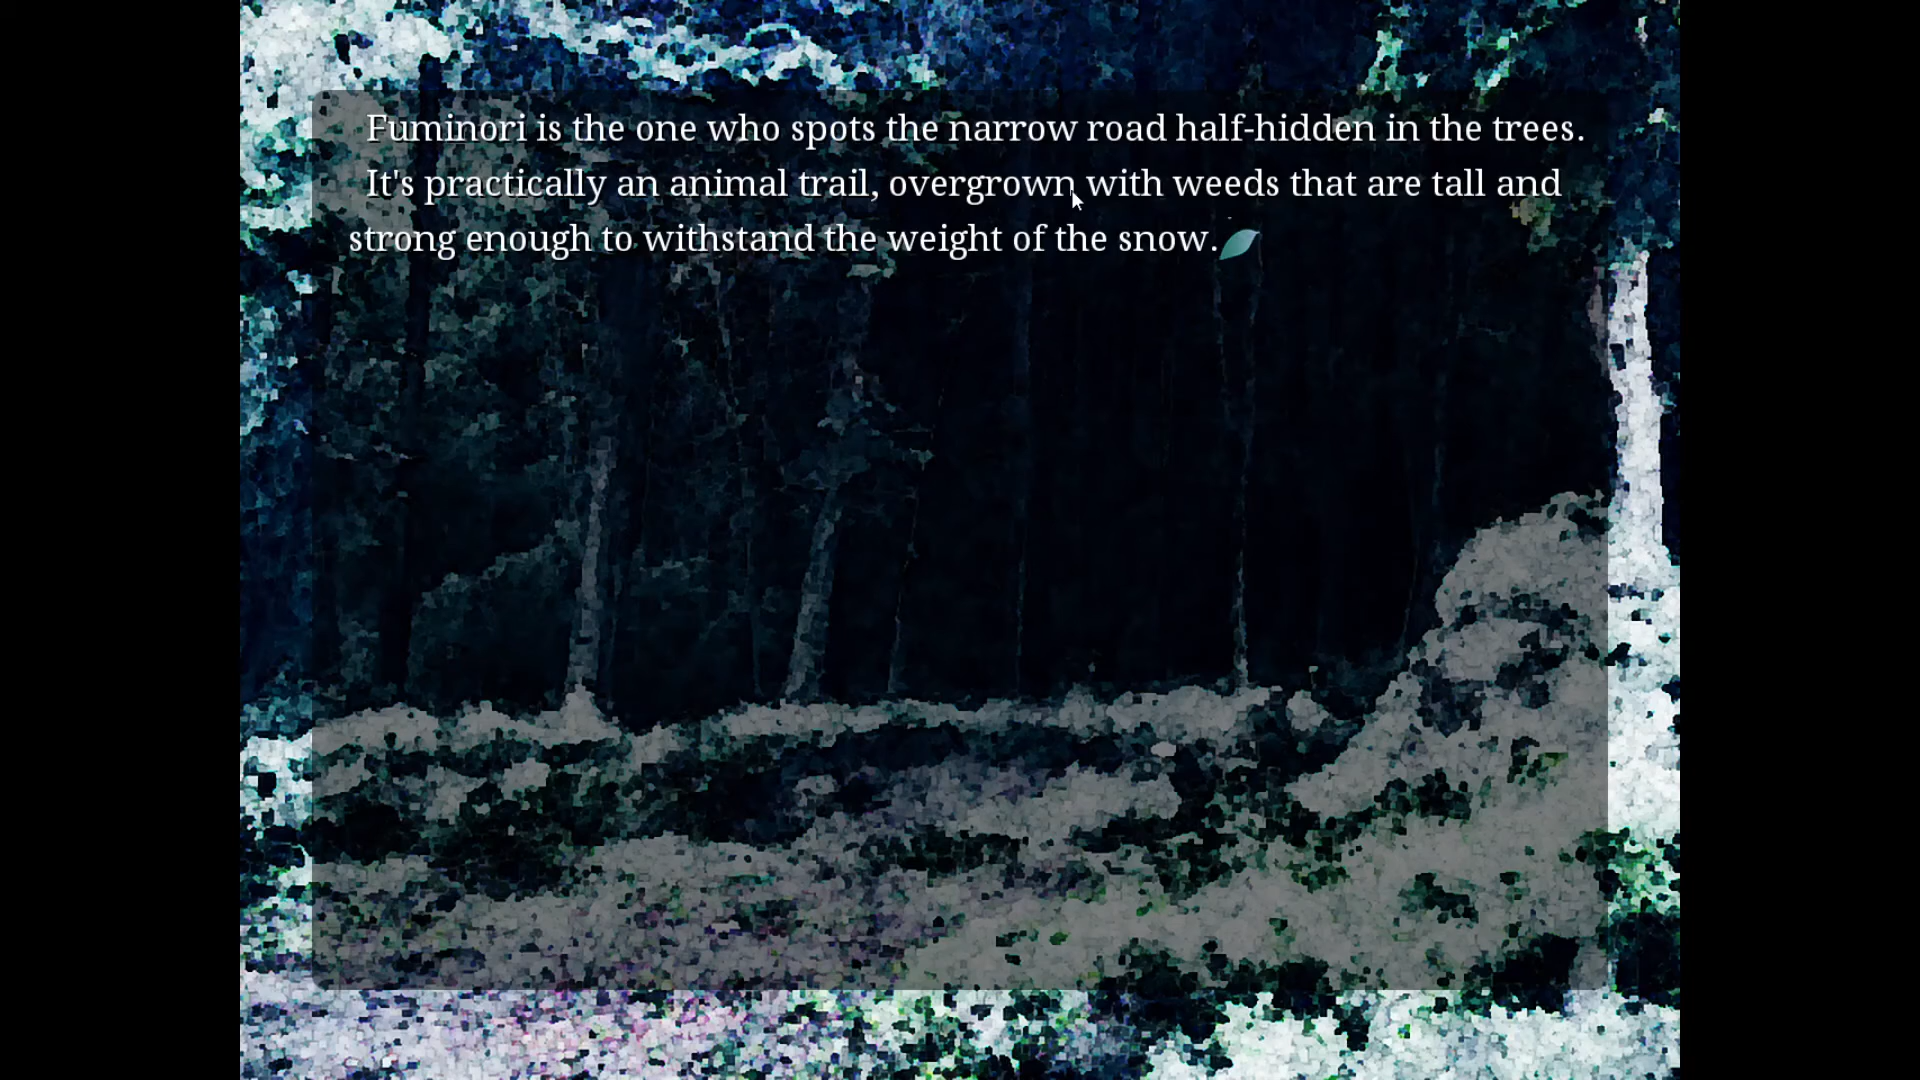 Fuminori is the one who spots the narrow road half-hidden in the trees.
It's practically an animal trail, overgrown with weeds that are tall and
strong enough to withstand the weight of the snow.